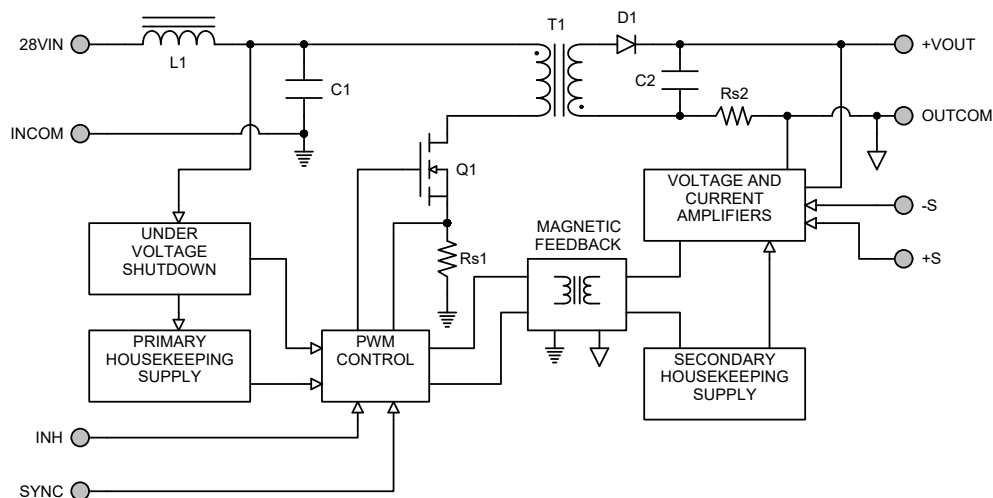 T1
D1
28VIN
+VOUT
L1
C1
C2
Rs2
INCOM
OUTCOM
Q1
VOLTAGE AND
CURRENT
AMPLIFIERS
-S
+S
UNDER
VOLTAGE
SHUTDOWN
MAGNETIC
FEEDBACK
Rs1
PRIMARY
HOUSEKEEPING
SUPPLY
PWM
CONTROL
SECONDARY
HOUSEKEEPING
SUPPLY
INH
SYNC